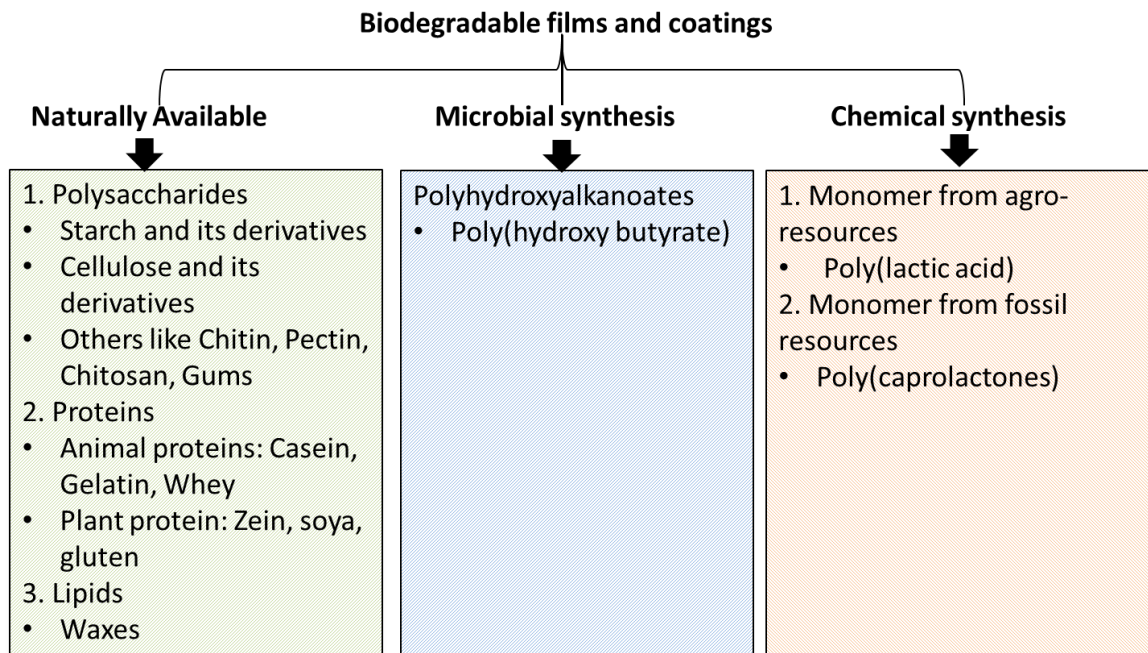 Biodegradable films and coatings
Naturally Available
Microbial synthesis
Chemical synthesis
1. Polysaccharides
• Starch and its derivatives
• Cellulose and its
derivatives
• Others like Chitin, Pectin,
Chitosan, Gums
2. Proteins
• Animal proteins: Casein,
Gelatin, Whey
• Plant protein: Zein, soya,
gluten
3. Lipids
• Waxes
Polyhydroxyalkanoates
• Poly(hydroxy butyrate)
1. Monomer from agro-
resources
• Poly(lactic acid)
2. Monomer from fossil
resources
• Poly(caprolactones)